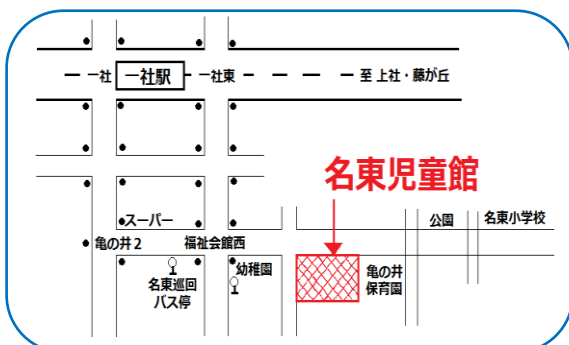 一社
一社駅
一社東
至 上社・藤が丘
名東児童館
スーパー
公園
名東小学校
亀の井2
福祉会館西
名東巡回
バス停
幼稚園
亀の井
保育園